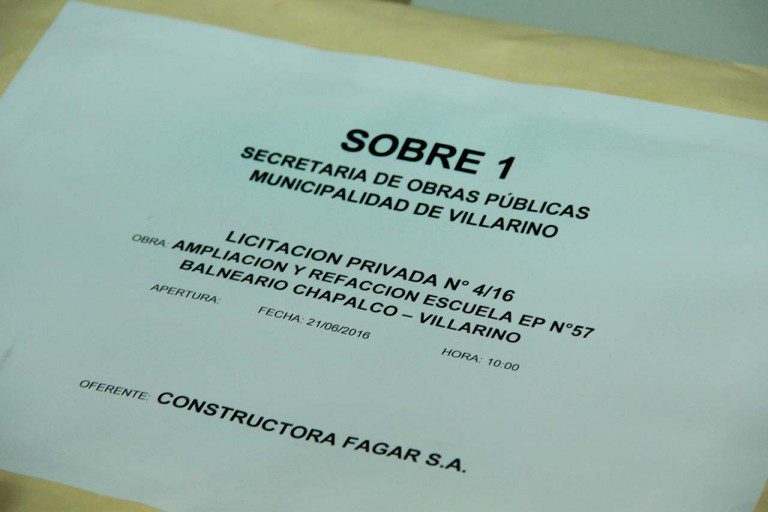 SOBRE 1
SECRETARIA DE OBRAS PÚBLICAS
MUNICIPALIDAD DE VILLARINO
LICITACION PRIVADA N° 4/16
OBRA: AMPLIACION Y REFACCION ESCUELA EP N°57
BALNEARIO CHAPALCO – VILLARINO
APERTURA: FECHA: 21/06/2016 HORA: 10:00
OFERENTE: CONSTRUCTORA FAGAR S.A.